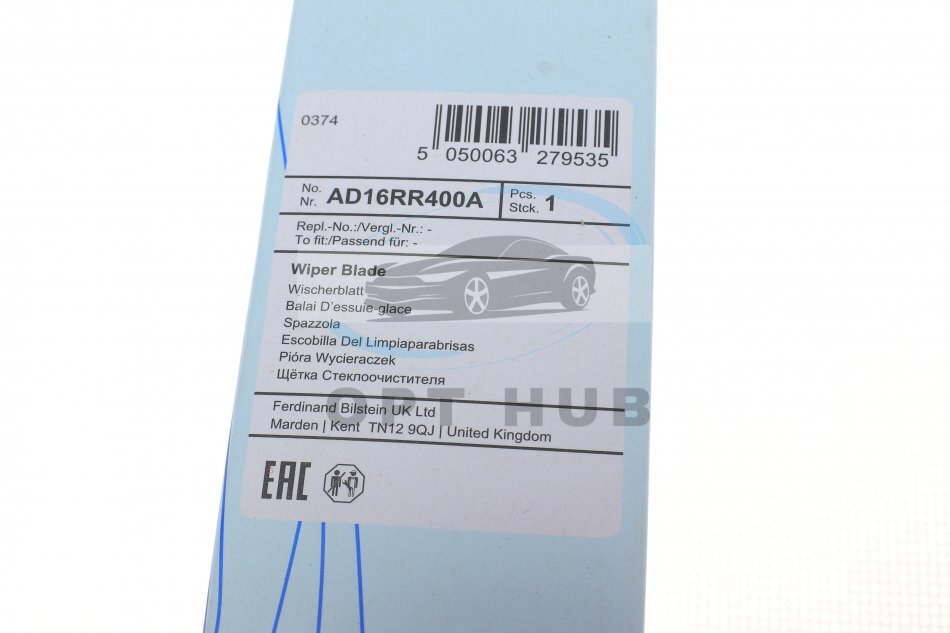 0374
5 050063 279535
No. AD16RR400A Pcs. 1
Nr. Stck.
Repl.-No.:/Vergl.-Nr.: -
To fit:/Passend für: -
Wiper Blade
Wischerblatt
Balai D'essuie-glace
Spazzola
Escobilla Del Limpiaparabrisas
Pióra Wycieraczek
Щётка Стеклоочистителя
OPT HUB
Ferdinand Bilstein UK Ltd
Marden | Kent TN12 9QJ | United Kingdom
EAC